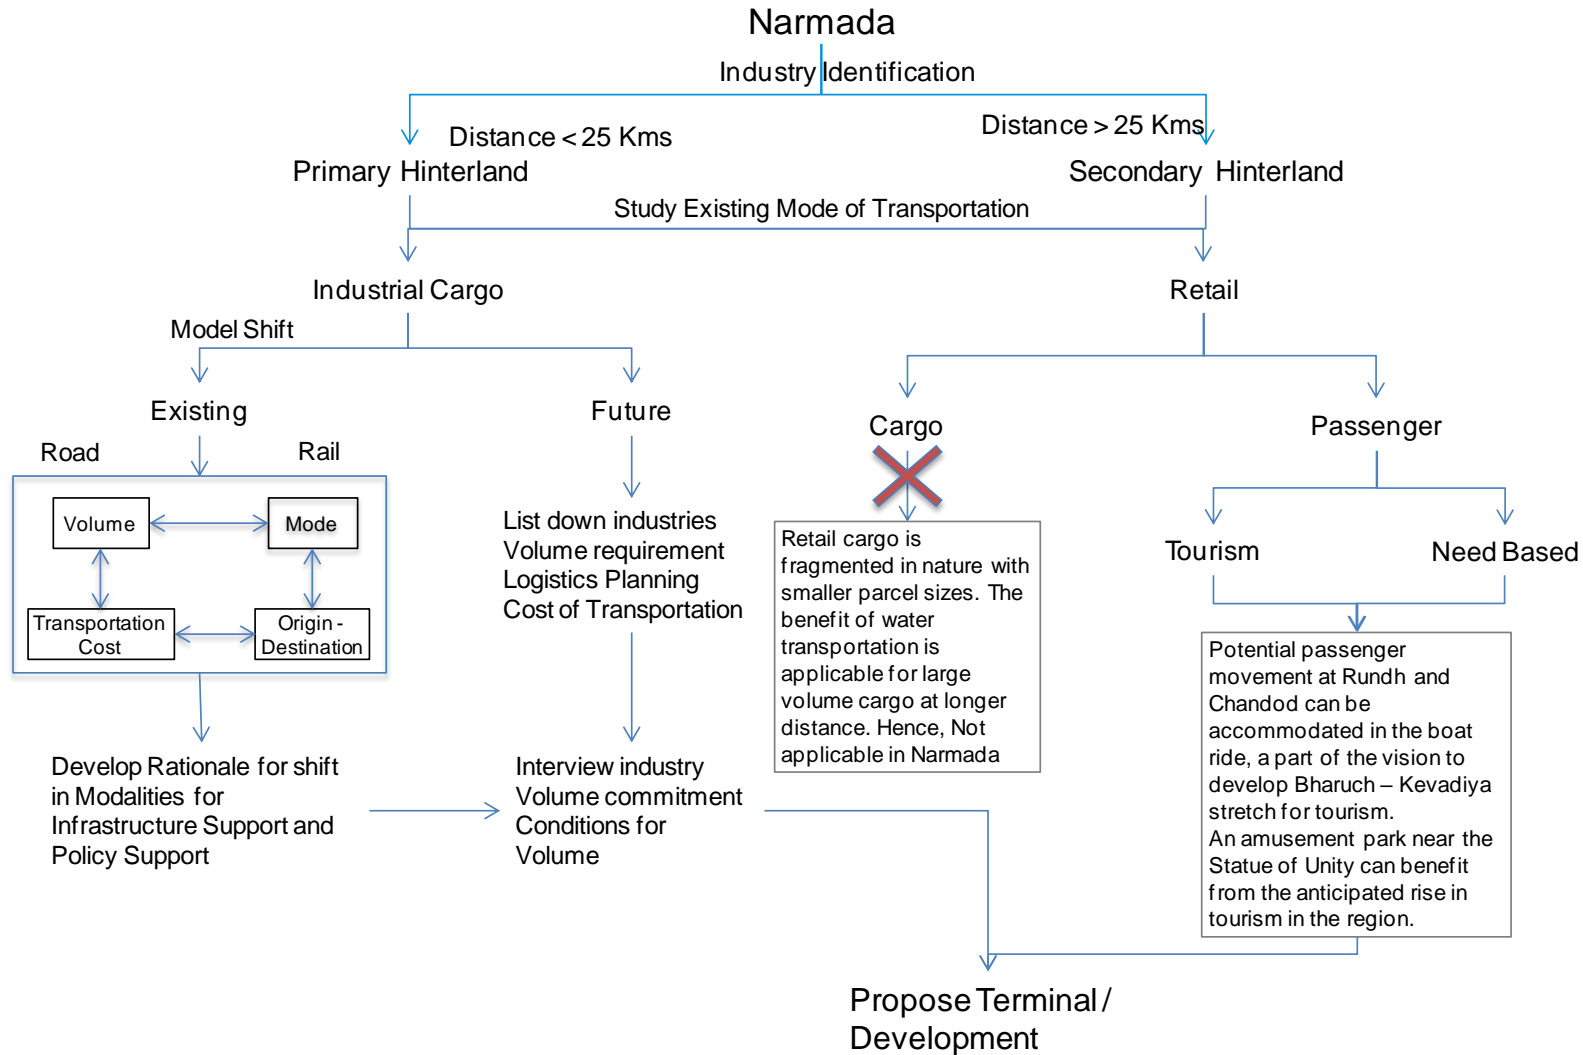 Narmada
Industry Identification
Distance < 25 Kms
Distance > 25 Kms
Primary Hinterland
Secondary Hinterland
Study Existing Mode of Transportation
Industrial Cargo
Retail
Model Shift
Existing
Future
Cargo
Passenger
Road
Rail
Volume
Mode
Transportation
Cost
Origin -
Destination
List down industries
Volume requirement
Logistics Planning
Cost of Transportation
Retail cargo is
fragmented in nature with
smaller parcel sizes. The
benefit of water
transportation is
applicable for large
volume cargo at longer
distance. Hence, Not
applicable in Narmada
Tourism
Need Based
Potential passenger
movement at Rundh and
Chandod can be
accommodated in the boat
ride, a part of the vision to
develop Bharuch – Kevadiya
stretch for tourism.
An amusement park near the
Statue of Unity can benefit
from the anticipated rise in
tourism in the region.
Develop Rationale for shift
in Modalities for
Infrastructure Support and
Policy Support
Interview industry
Volume commitment
Conditions for
Volume
Propose Terminal /
Development